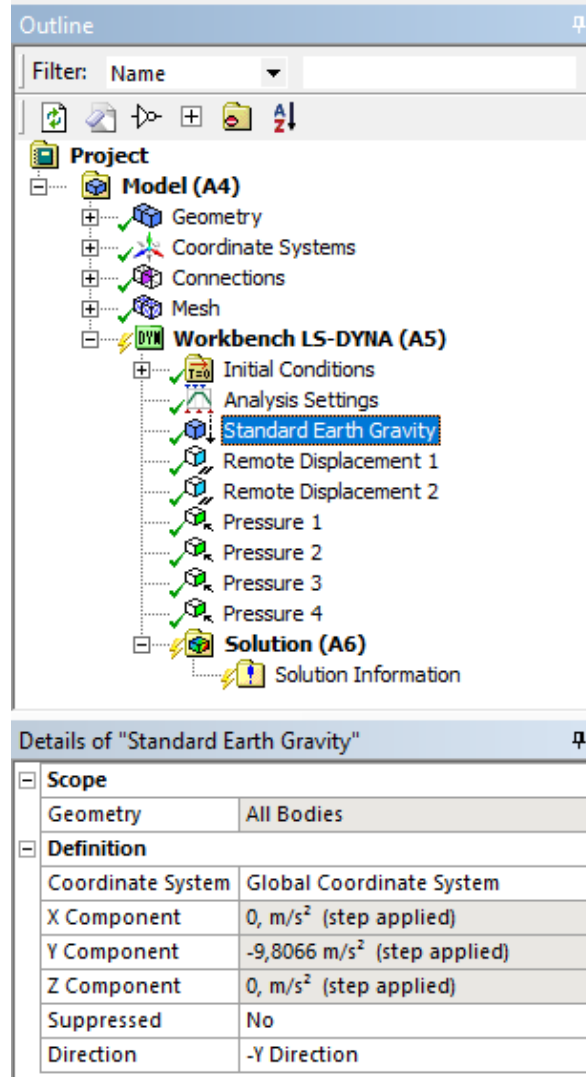 Outline
Filter: Name
Project
Model (A4)
Geometry
Coordinate Systems
Connections
Mesh
Workbench LS-DYNA (A5)
Initial Conditions
Analysis Settings
Standard Earth Gravity
Remote Displacement 1
Remote Displacement 2
Pressure 1
Pressure 2
Pressure 3
Pressure 4
Solution (A6)
Solution Information
Details of "Standard Earth Gravity"
Scope
Geometry All Bodies
Definition
Coordinate System Global Coordinate System
X Component 0, m/s² (step applied)
Y Component -9,8066 m/s² (step applied)
Z Component 0, m/s² (step applied)
Suppressed No
Direction -Y Direction